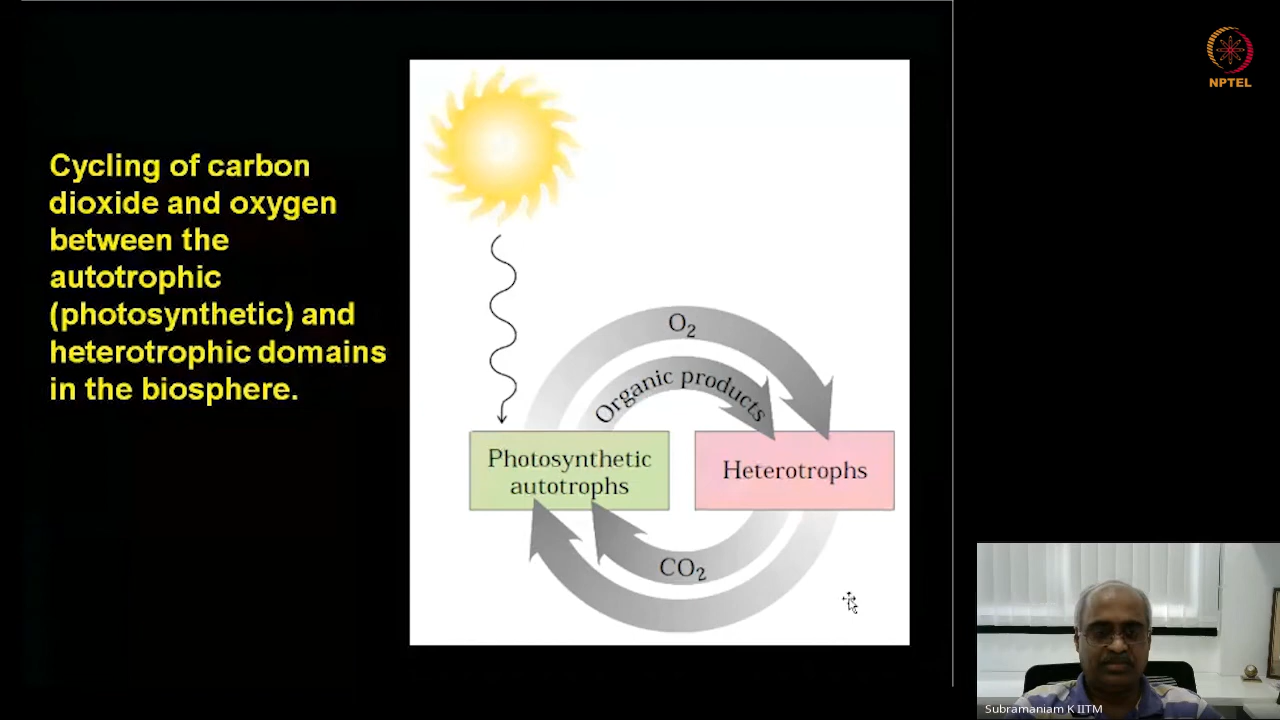 Cycling of carbon
dioxide and oxygen
between the
autotrophic
(photosynthetic) and
heterotrophic domains
in the biosphere.
O₂
Organic products
Photosynthetic
autotrophs
Heterotrophs
CO₂
NPTEL
Subramaniam K IITM